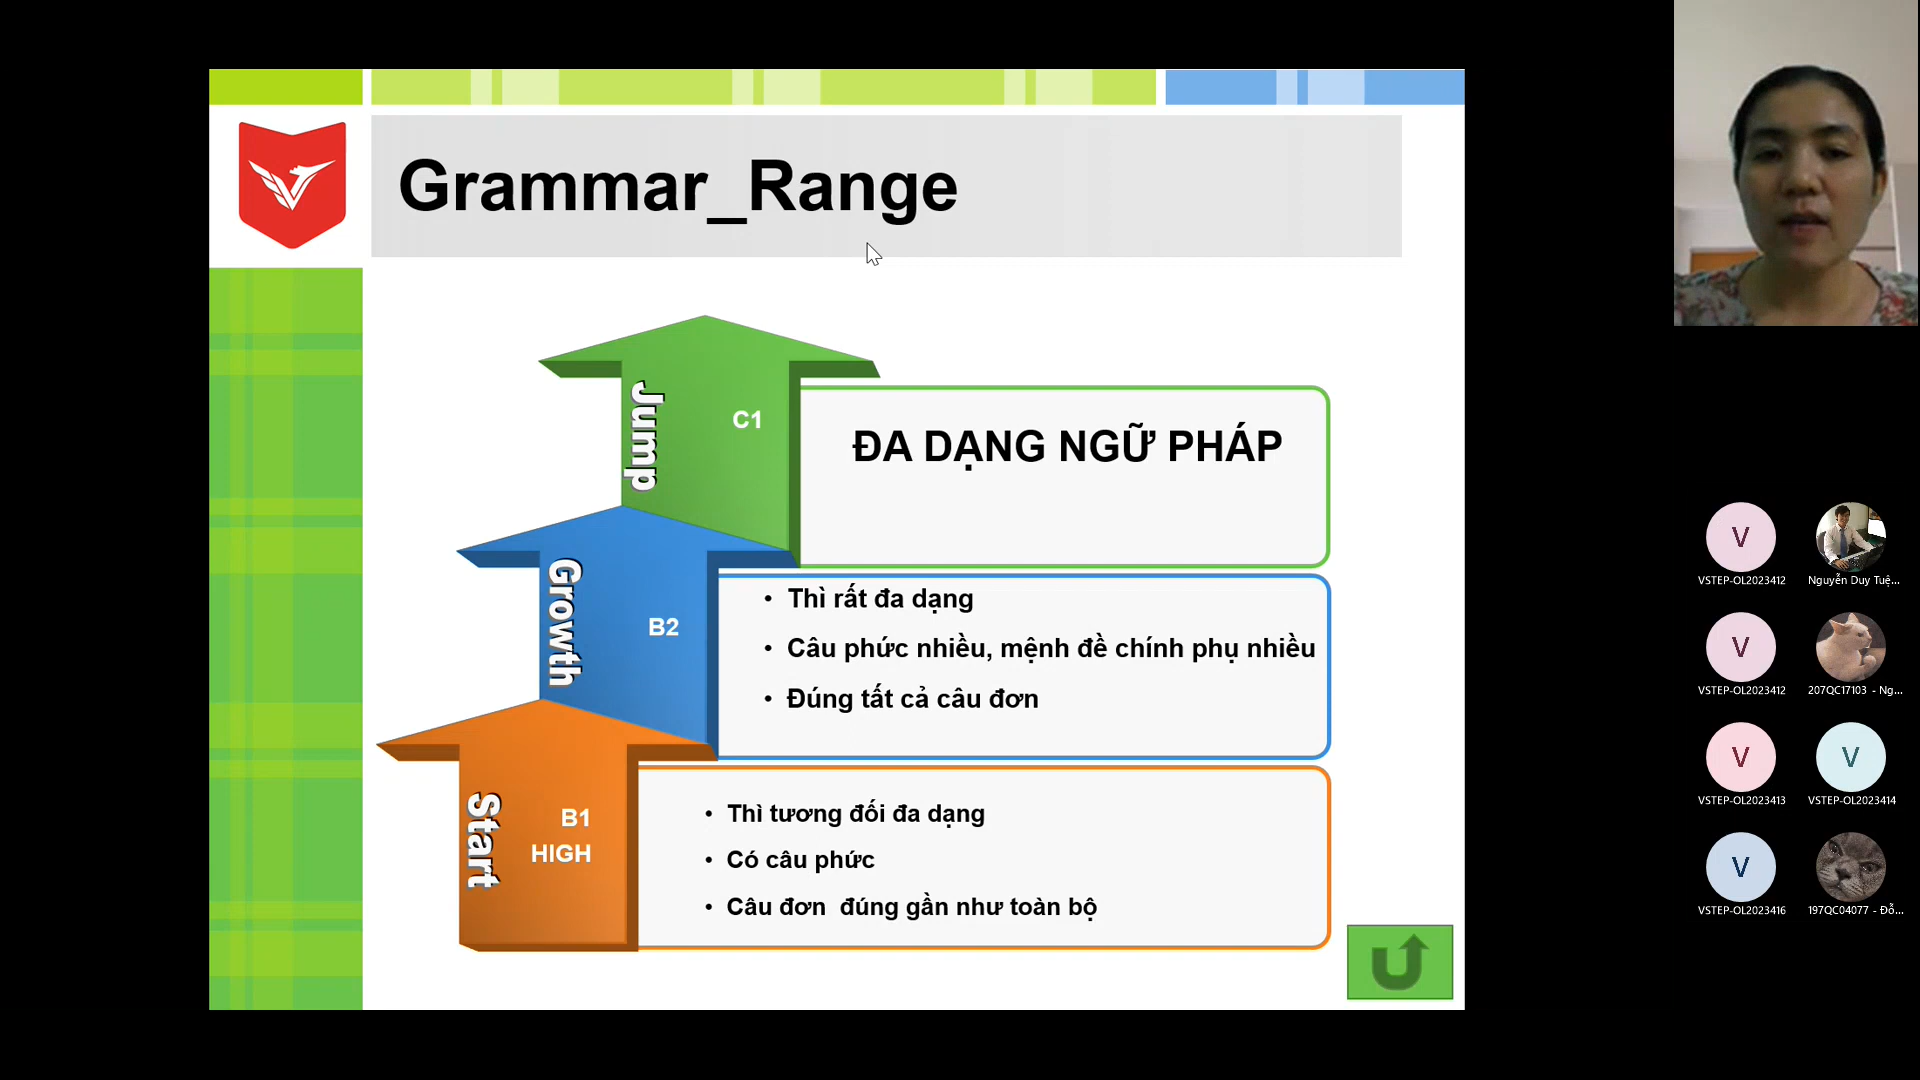 Grammar_Range
Jump
C1
ĐA DẠNG NGỮ PHÁP
Growth
B2
• Thì rất đa dạng
• Câu phức nhiều, mệnh đề chính phụ nhiều
• Đúng tất cả câu đơn
Start
B1
HIGH
• Thì tương đối đa dạng
• Có câu phức
• Câu đơn đúng gần như toàn bộ
V
VSTEP-OL2023412
Nguyễn Duy Tuệ...
V
VSTEP-OL2023412
207QC17103 - Ng...
V
VSTEP-OL2023413
V
VSTEP-OL2023414
V
VSTEP-OL2023416
197QC04077 - Đỗ...